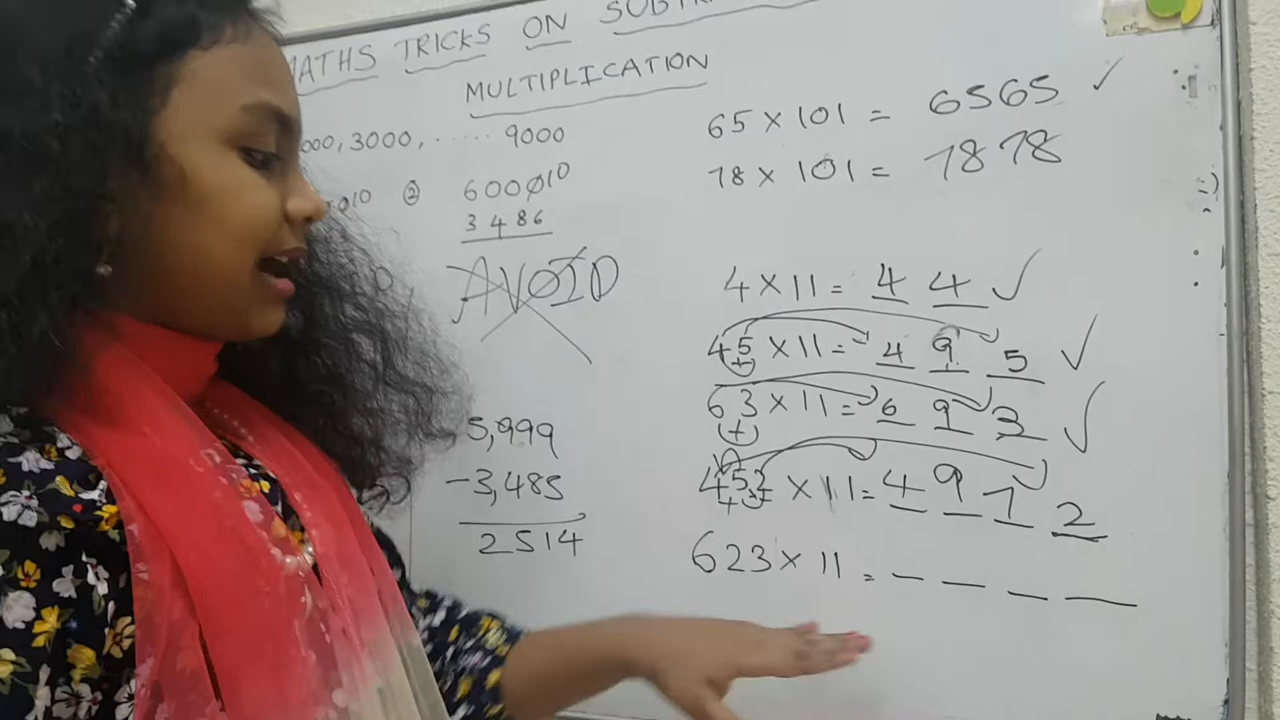 MATHS TRICKS ON
MULTIPLICATION
000, 3000, ...... 9000
010 ② 600010
3486
AVOID
5,999
-3,485
2514
65 × 101 = 6565 ✓
78 × 101 = 7878
4 × 11 = 4 4 ✓
45 × 11 = 4 9 5 ✓
(+)
63 × 11 = 6 9 3 ✓
(+)
452 × 11 = 4 9 7 2
+ +
623 × 11 = _ _ _ _